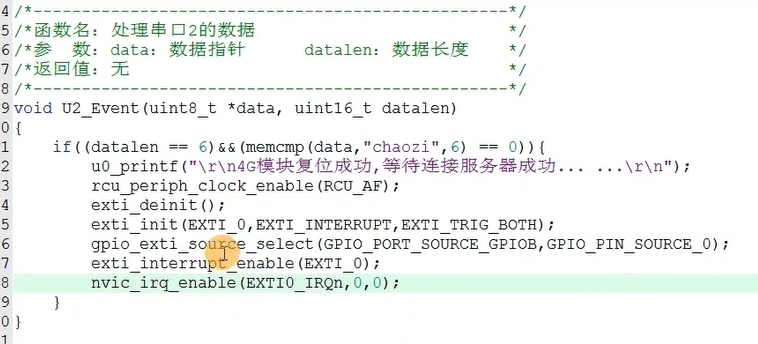 4 /*-------------------------------------------------*/
5 /*函数名：处理串口2的数据                          */
6 /*参  数：data：数据指针      datalen：数据长度    */
7 /*返回值：无                                       */
8 /*-------------------------------------------------*/
9 void U2_Event(uint8_t *data, uint16_t datalen)
0 {
1     if((datalen == 6)&&(memcmp(data,"chaozi",6) == 0)){
2         u0_printf("\r\n4G模块复位成功,等待连接服务器成功... ...\r\n");
3         rcu_periph_clock_enable(RCU_AF);
4         exti_deinit();
5         exti_init(EXTI_0,EXTI_INTERRUPT,EXTI_TRIG_BOTH);
6         gpio_exti_source_select(GPIO_PORT_SOURCE_GPIOB,GPIO_PIN_SOURCE_0);
7         exti_interrupt_enable(EXTI_0);
8         nvic_irq_enable(EXTI0_IRQn,0,0);
9     }
0 }
1